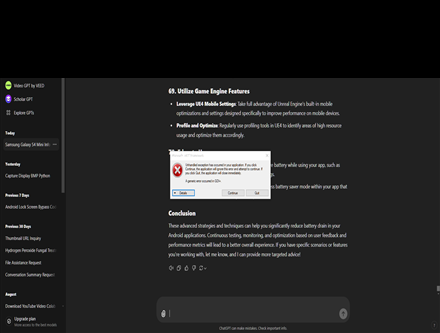 Video GPT by VEED
Scholar GPT
Explore GPTs
Today
Samsung Galaxy S4 Mini Int
Yesterday
Capture Display BMP Python
Previous 7 Days
Android Lock Screen Bypass
Previous 30 Days
Thumbnail URL Inquiry
Hydrogen Peroxide Fungal
File Assistance Request
Conversation Summary Request
August
Download YouTube Video
Upgrade plan
More access to the best models
69. Utilize Game Engine Features
• Leverage UE4 Mobile Settings: Take full advantage of Unreal Engine's built-in mobile
optimizations and settings designed specifically to improve performance on mobile devices.
• Profile and Optimize: Regularly use profiling tools in UE4 to identify areas of high resource
usage and optimize them accordingly.
battery while using your app, such as
Unhandled exception has occurred in your application. If you click
Continue, the application will ignore this error and attempt to continue. If
you click Quit, the application will close immediately.
A generic error occurred in GDI+.
Details
Continue
Quit
battery saver mode within your app that
Conclusion
These advanced strategies and techniques can help you significantly reduce battery drain in your
Android applications. Continuous testing, monitoring, and optimization based on user feedback and
performance metrics will lead to a better overall experience. If you have specific scenarios or features
you're working with, let me know, and I can provide more targeted advice!
ChatGPT can make mistakes. Check important info.